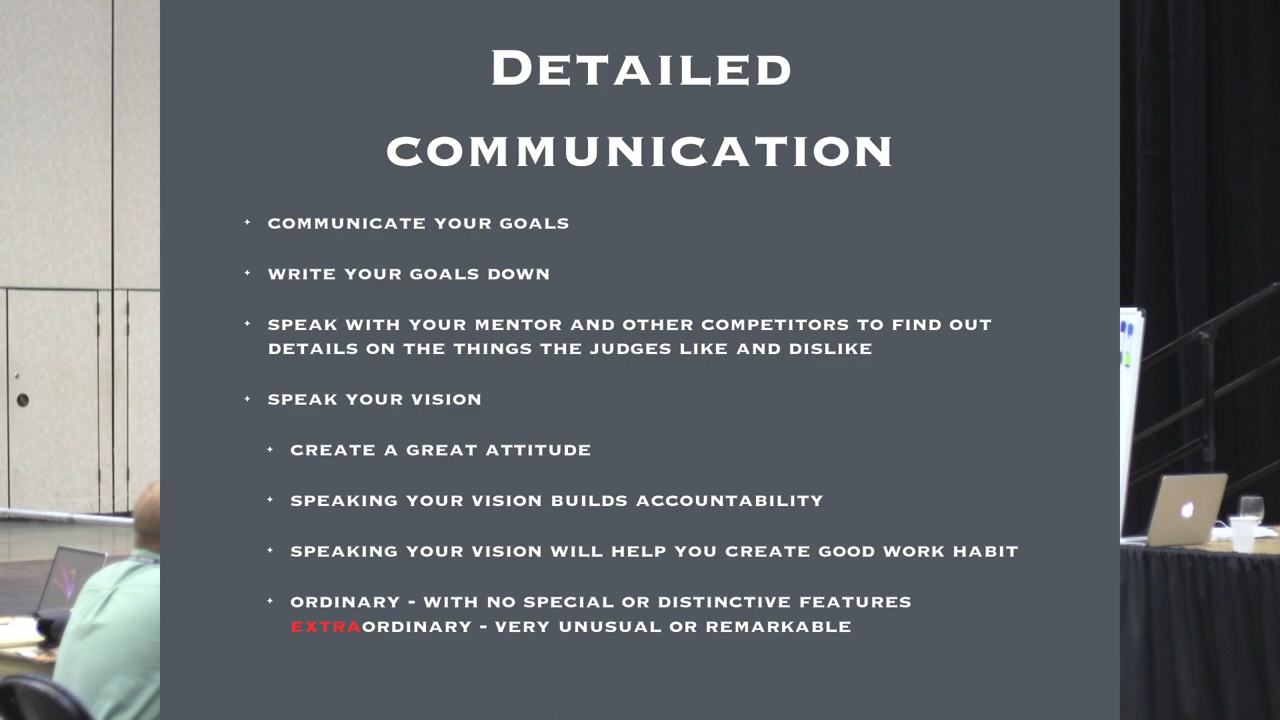 Detailed
communication
communicate your goals
write your goals down
speak with your mentor and other competitors to find out
details on the things the judges like and dislike
speak your vision
create a great attitude
speaking your vision builds accountability
speaking your vision will help you create good work habit
ordinary - with no special or distinctive features
extraordinary - very unusual or remarkable